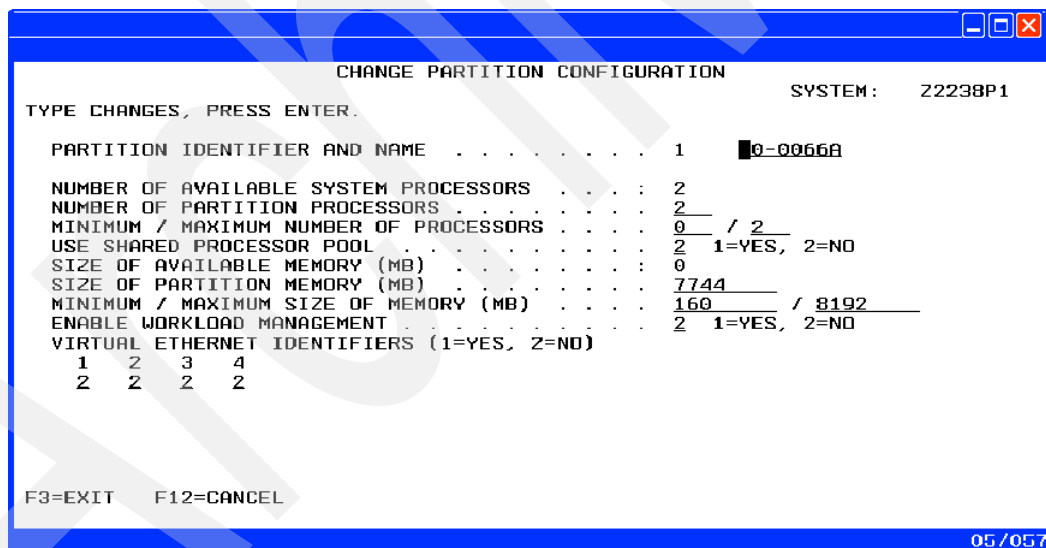 CHANGE PARTITION CONFIGURATION
SYSTEM: Z2238P1
TYPE CHANGES, PRESS ENTER.
PARTITION IDENTIFIER AND NAME . . . . . . . . 1 0-0066A
NUMBER OF AVAILABLE SYSTEM PROCESSORS . . . : 2
NUMBER OF PARTITION PROCESSORS . . . . . . . . 2
MINIMUM / MAXIMUM NUMBER OF PROCESSORS . . . . 0 / 2
USE SHARED PROCESSOR POOL . . . . . . . . . . 2 1=YES, 2=NO
SIZE OF AVAILABLE MEMORY (MB) . . . . . . . : 0
SIZE OF PARTITION MEMORY (MB) . . . . . . . . 7744
MINIMUM / MAXIMUM SIZE OF MEMORY (MB) . . . . 160 / 8192
ENABLE WORKLOAD MANAGEMENT . . . . . . . . . . 2 1=YES, 2=NO
VIRTUAL ETHERNET IDENTIFIERS (1=YES, 2=NO)
1 2 3 4
2 2 2 2
F3=EXIT F12=CANCEL
05/057